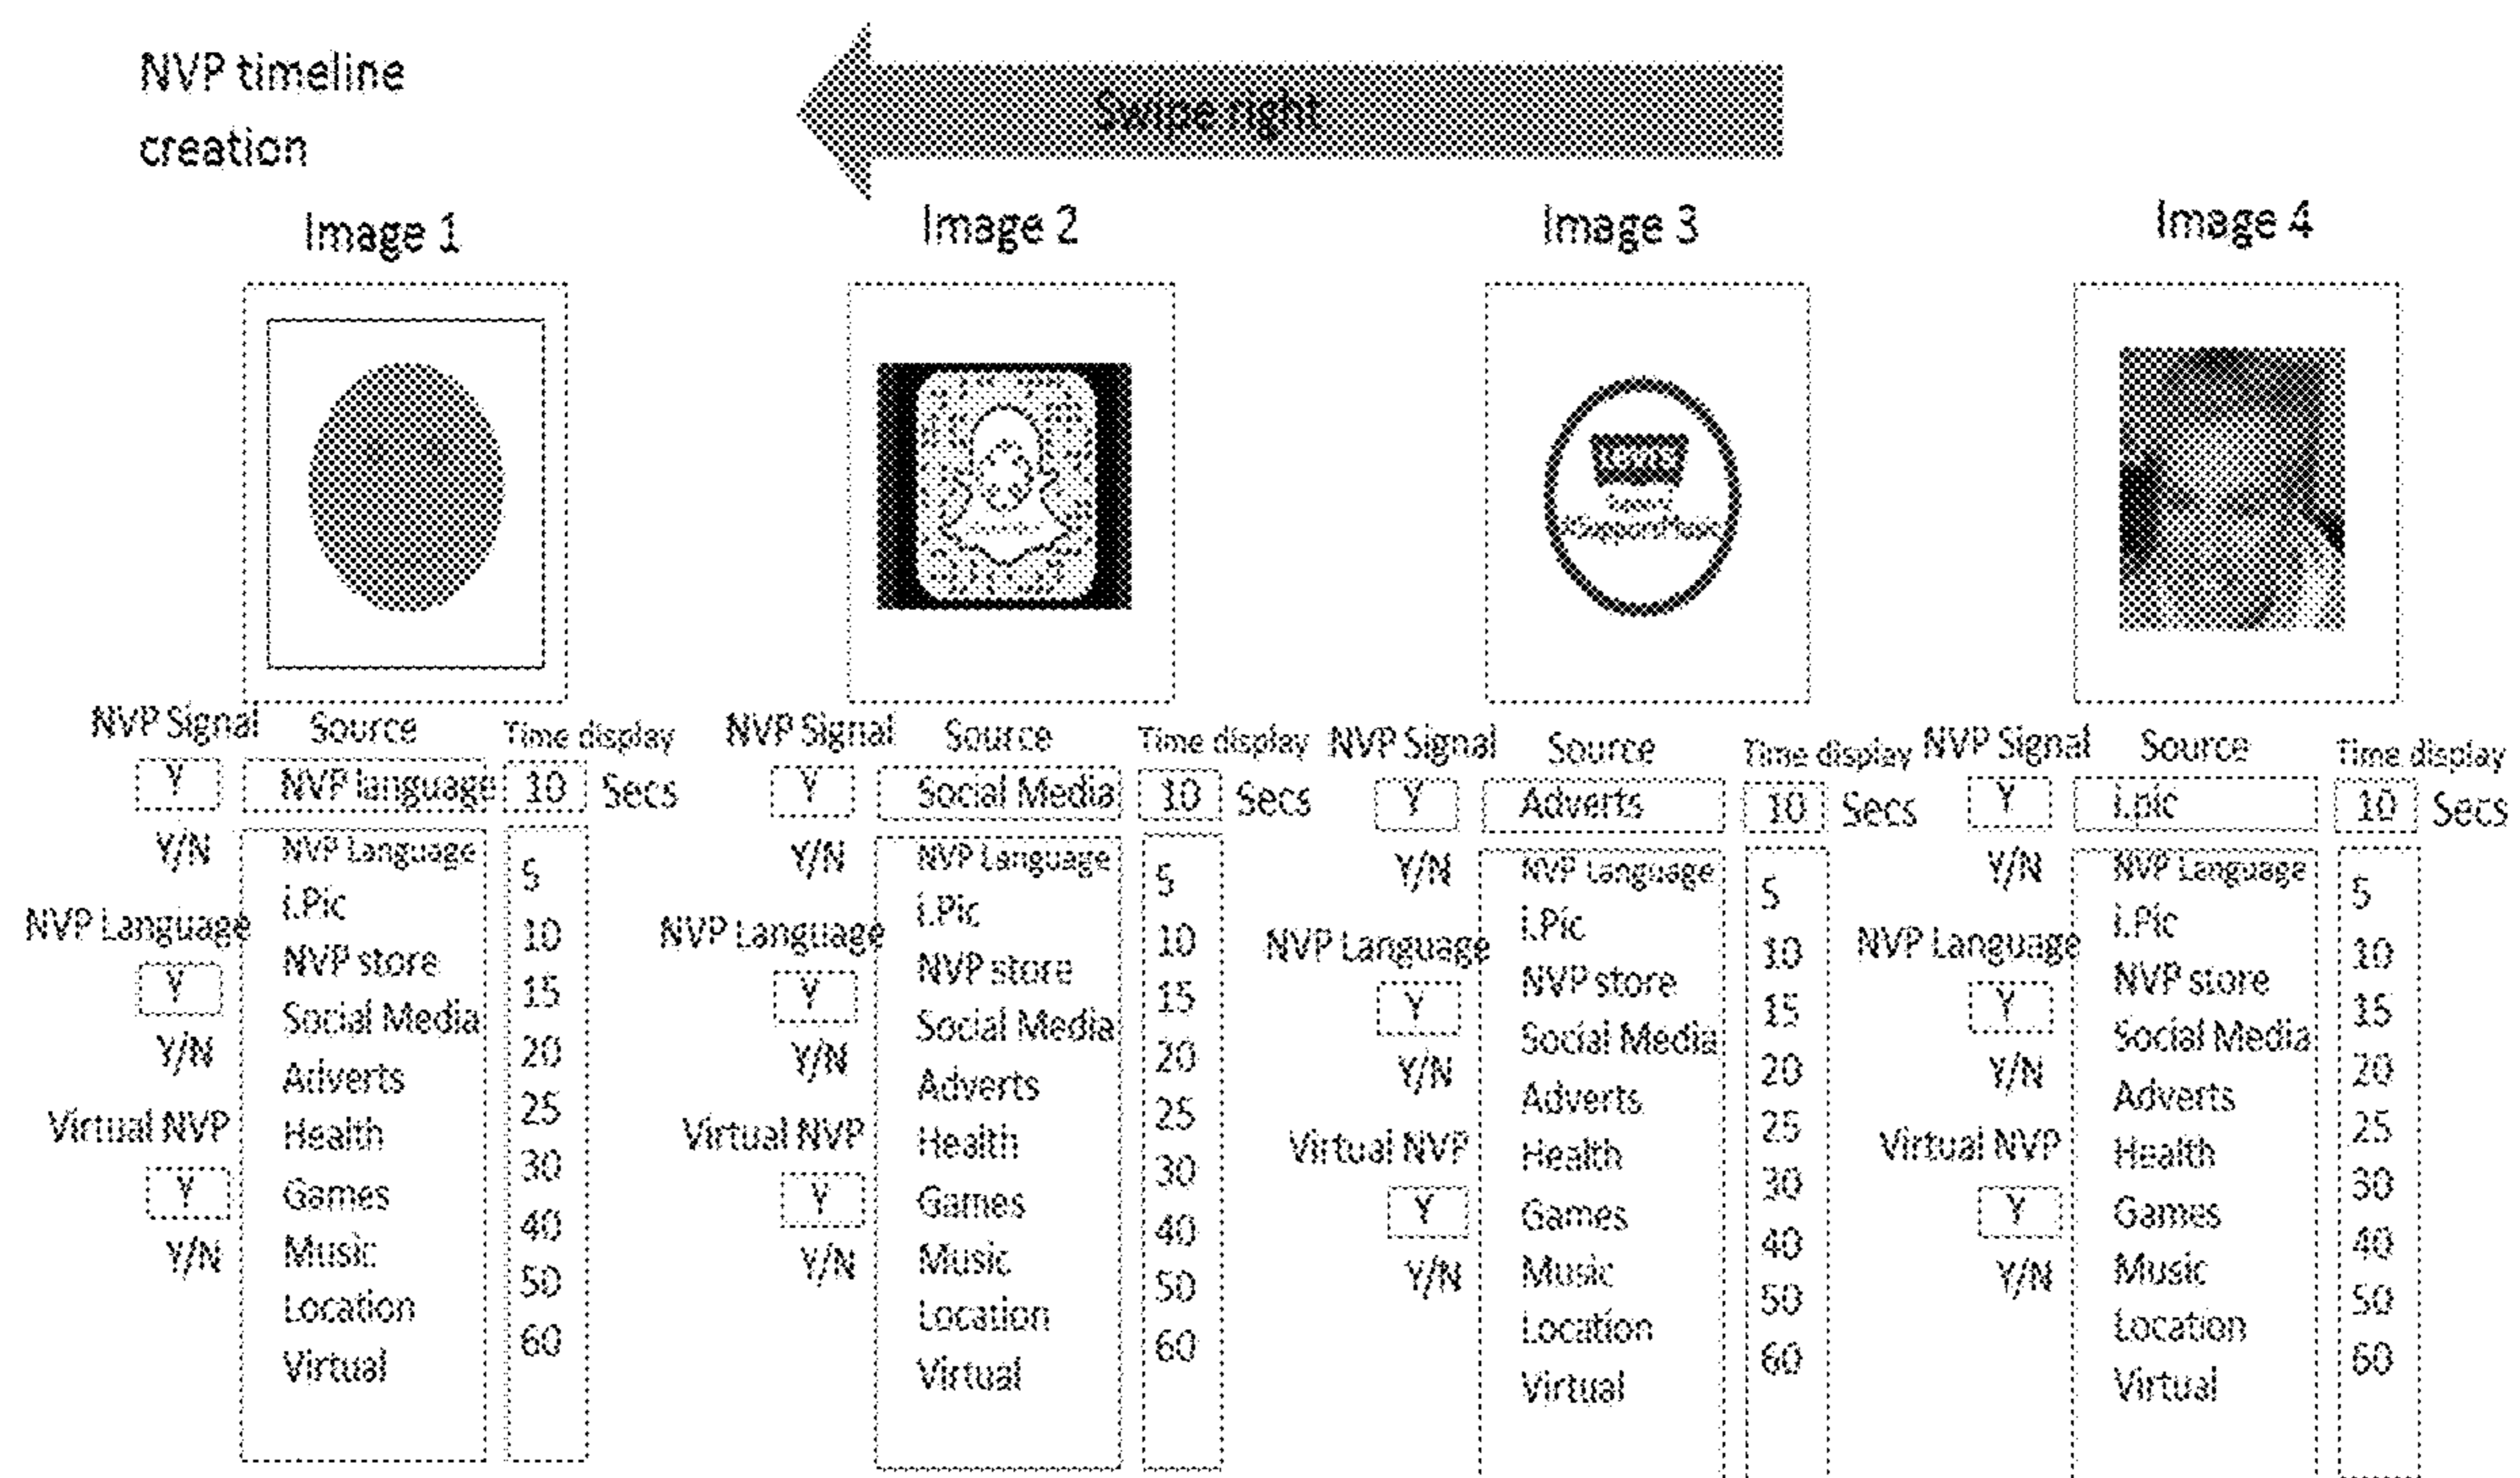 NVP timeline
creation
Swipe right
Image 1
Image 2
Image 3
Image 4
NVP Signal
Y
Y/N
NVP Language
Y
Y/N
Virtual NVP
Y
Y/N
Source
NVP language
NVP Language
i.Pic
NVP store
Social Media
Adverts
Health
Games
Music
Location
Virtual
Time display
10 Secs
5
10
15
20
25
30
40
50
60
NVP Signal
Y
Y/N
NVP Language
Y
Y/N
Virtual NVP
Y
Y/N
Source
Social Media
NVP Language
i.Pic
NVP store
Social Media
Adverts
Health
Games
Music
Location
Virtual
Time display
10 Secs
5
10
15
20
25
30
40
50
60
NVP Signal
Y
Y/N
NVP Language
Y
Y/N
Virtual NVP
Y
Y/N
Source
Adverts
NVP Language
i.Pic
NVP store
Social Media
Adverts
Health
Games
Music
Location
Virtual
Time display
10 Secs
5
10
15
20
25
30
40
50
60
NVP Signal
Y
Y/N
NVP Language
Y
Y/N
Virtual NVP
Y
Y/N
Source
i.pic
NVP Language
i.Pic
NVP store
Social Media
Adverts
Health
Games
Music
Location
Virtual
Time display
10 Secs
5
10
15
20
25
30
40
50
60